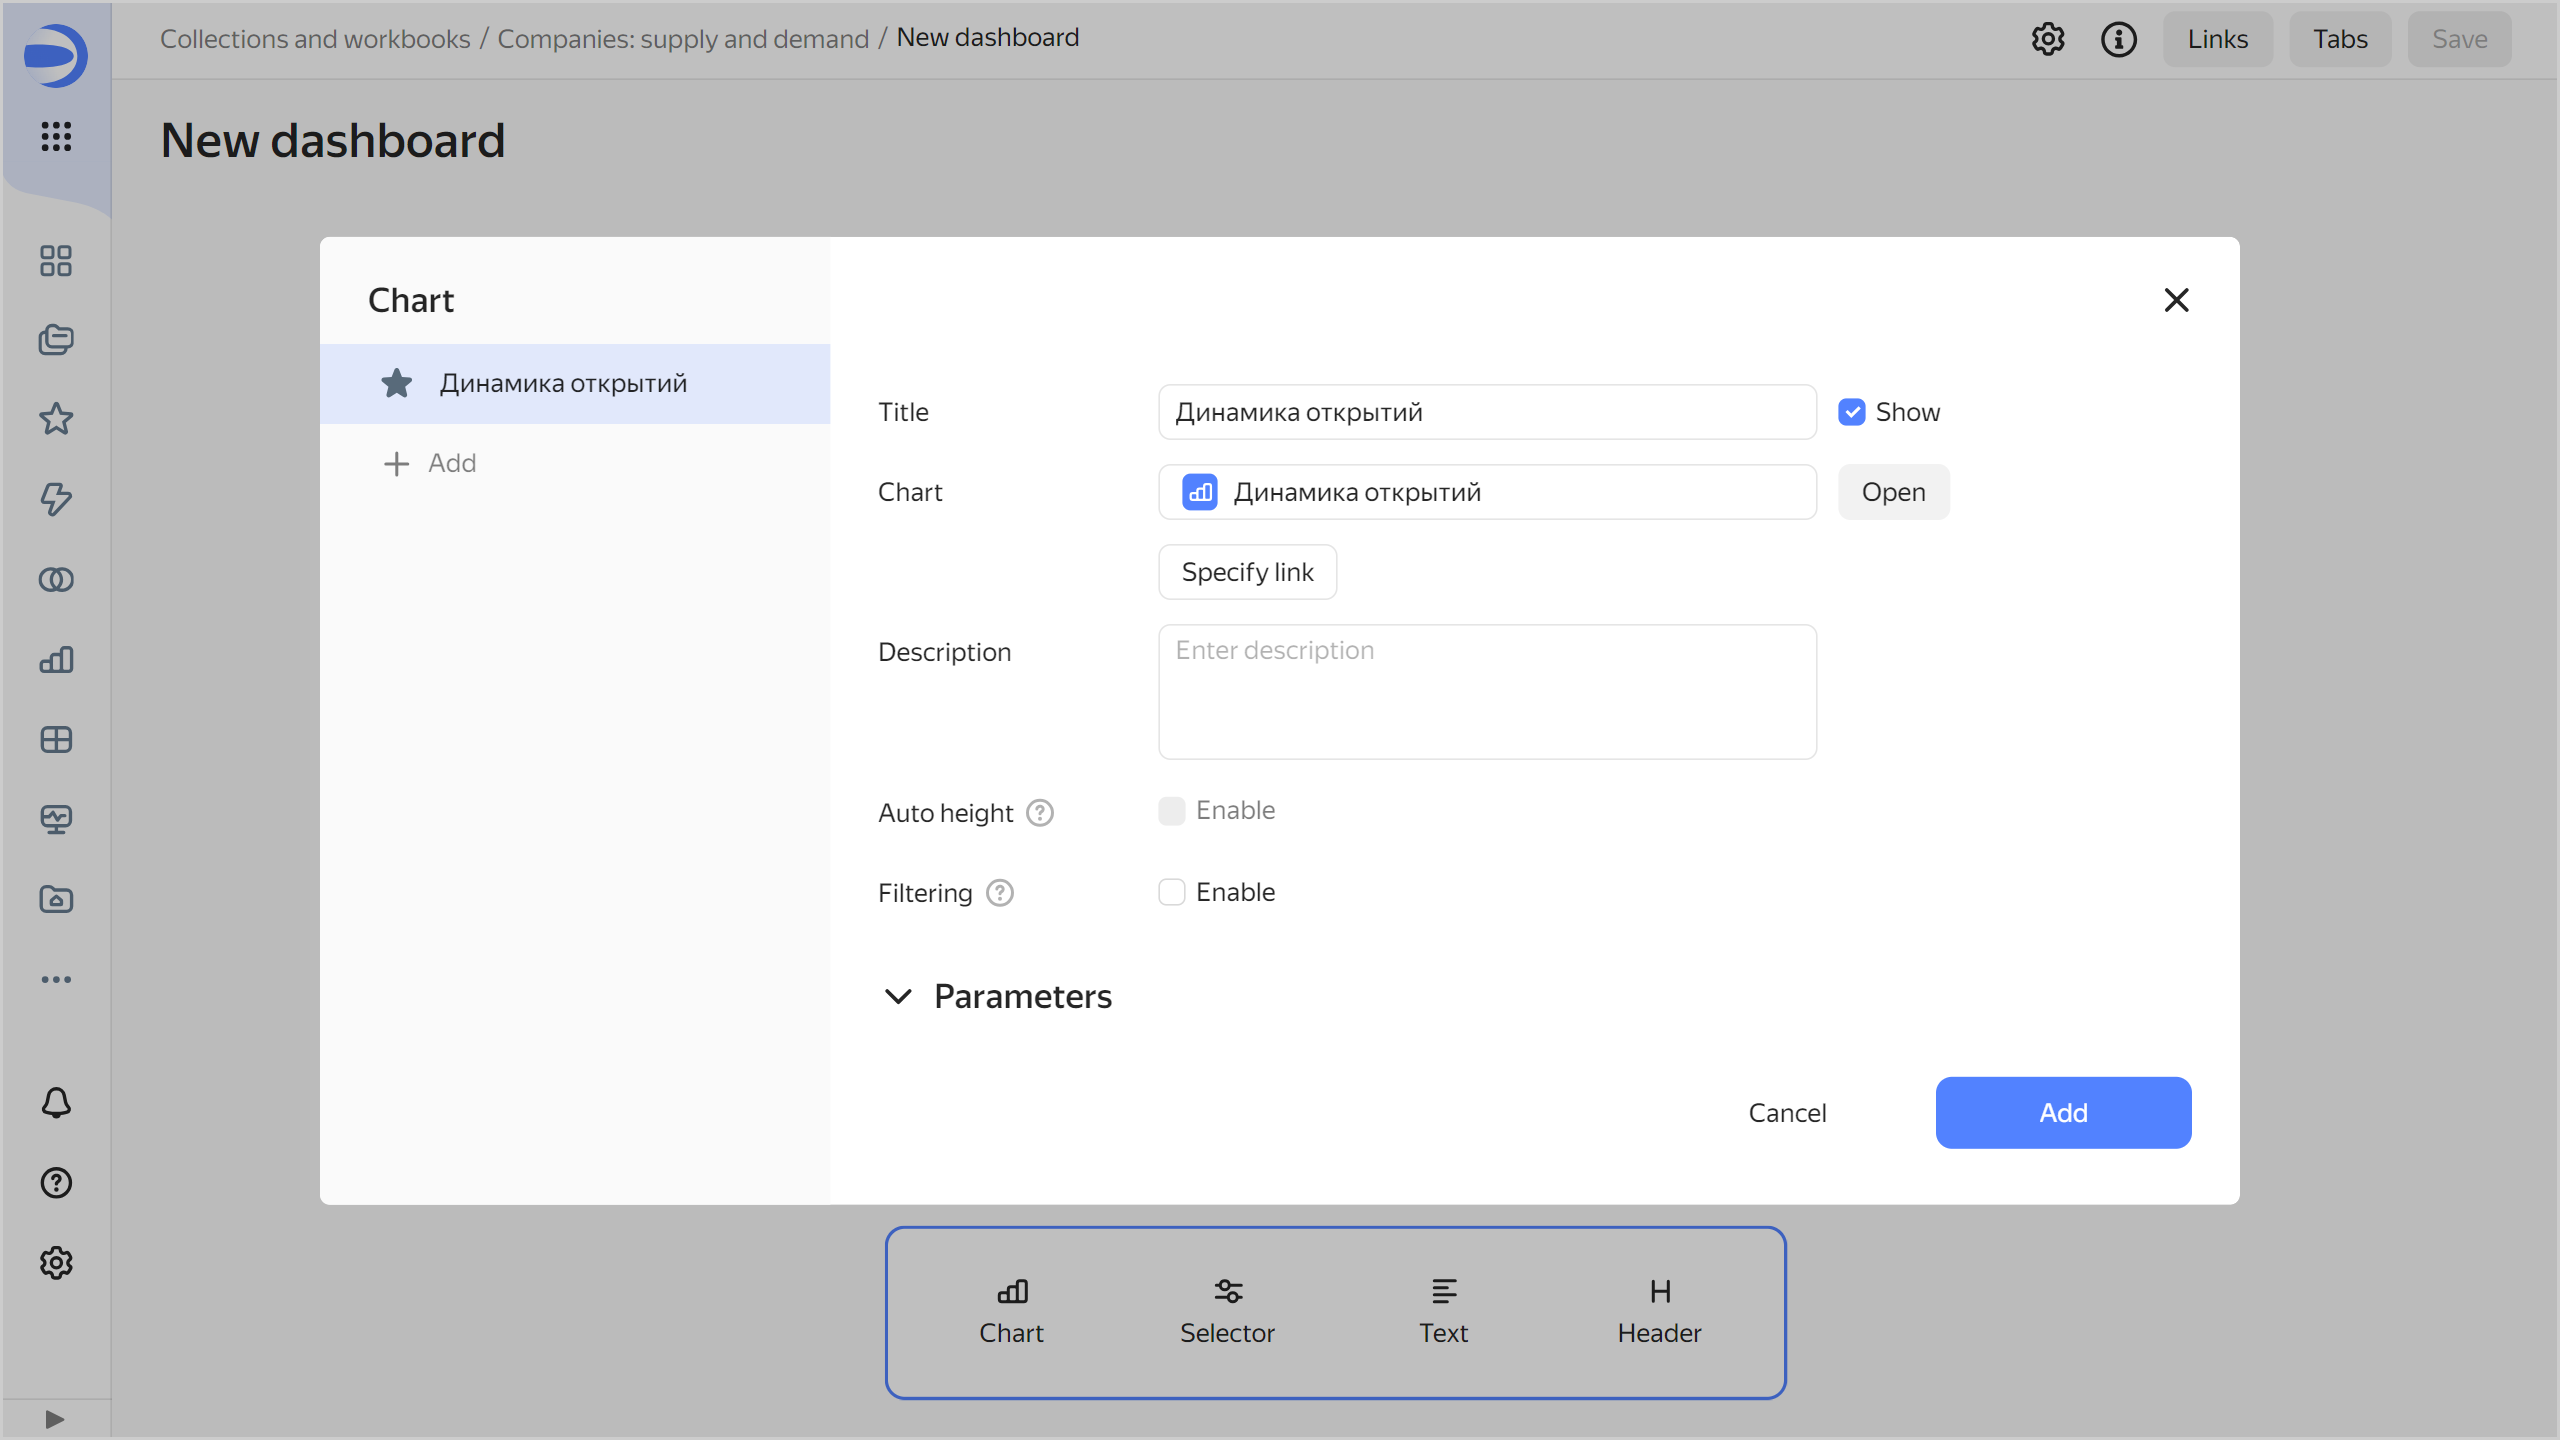 Collections and workbooks / Companies: supply and demand / New dashboard
Links
Tabs
Save
New dashboard
Chart
Динамика открытий
Add
Title
Динамика открытий
Show
Chart
Динамика открытий
Open
Specify link
Description
Enter description
Auto height
Enable
Filtering
Enable
Parameters
Cancel
Add
Chart
Selector
Text
Header